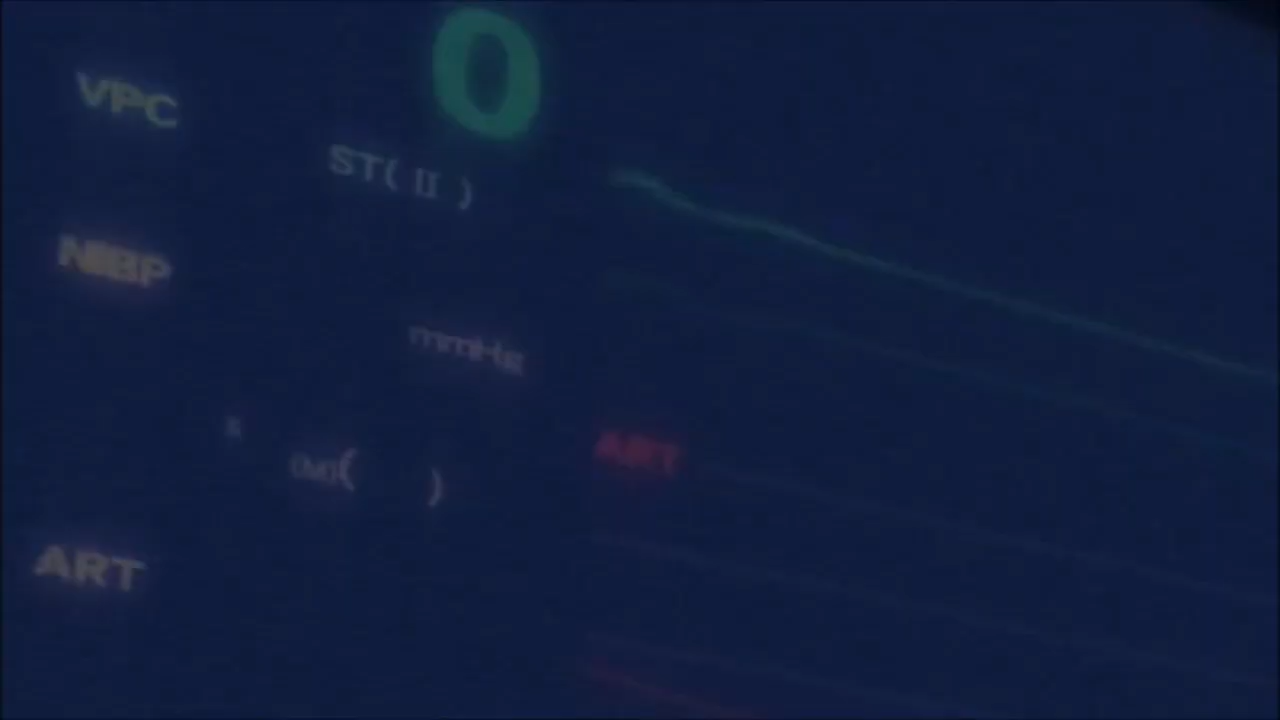 0
VPC
ST( II )
NIBP
mmHg
(M)( )
ART
ART